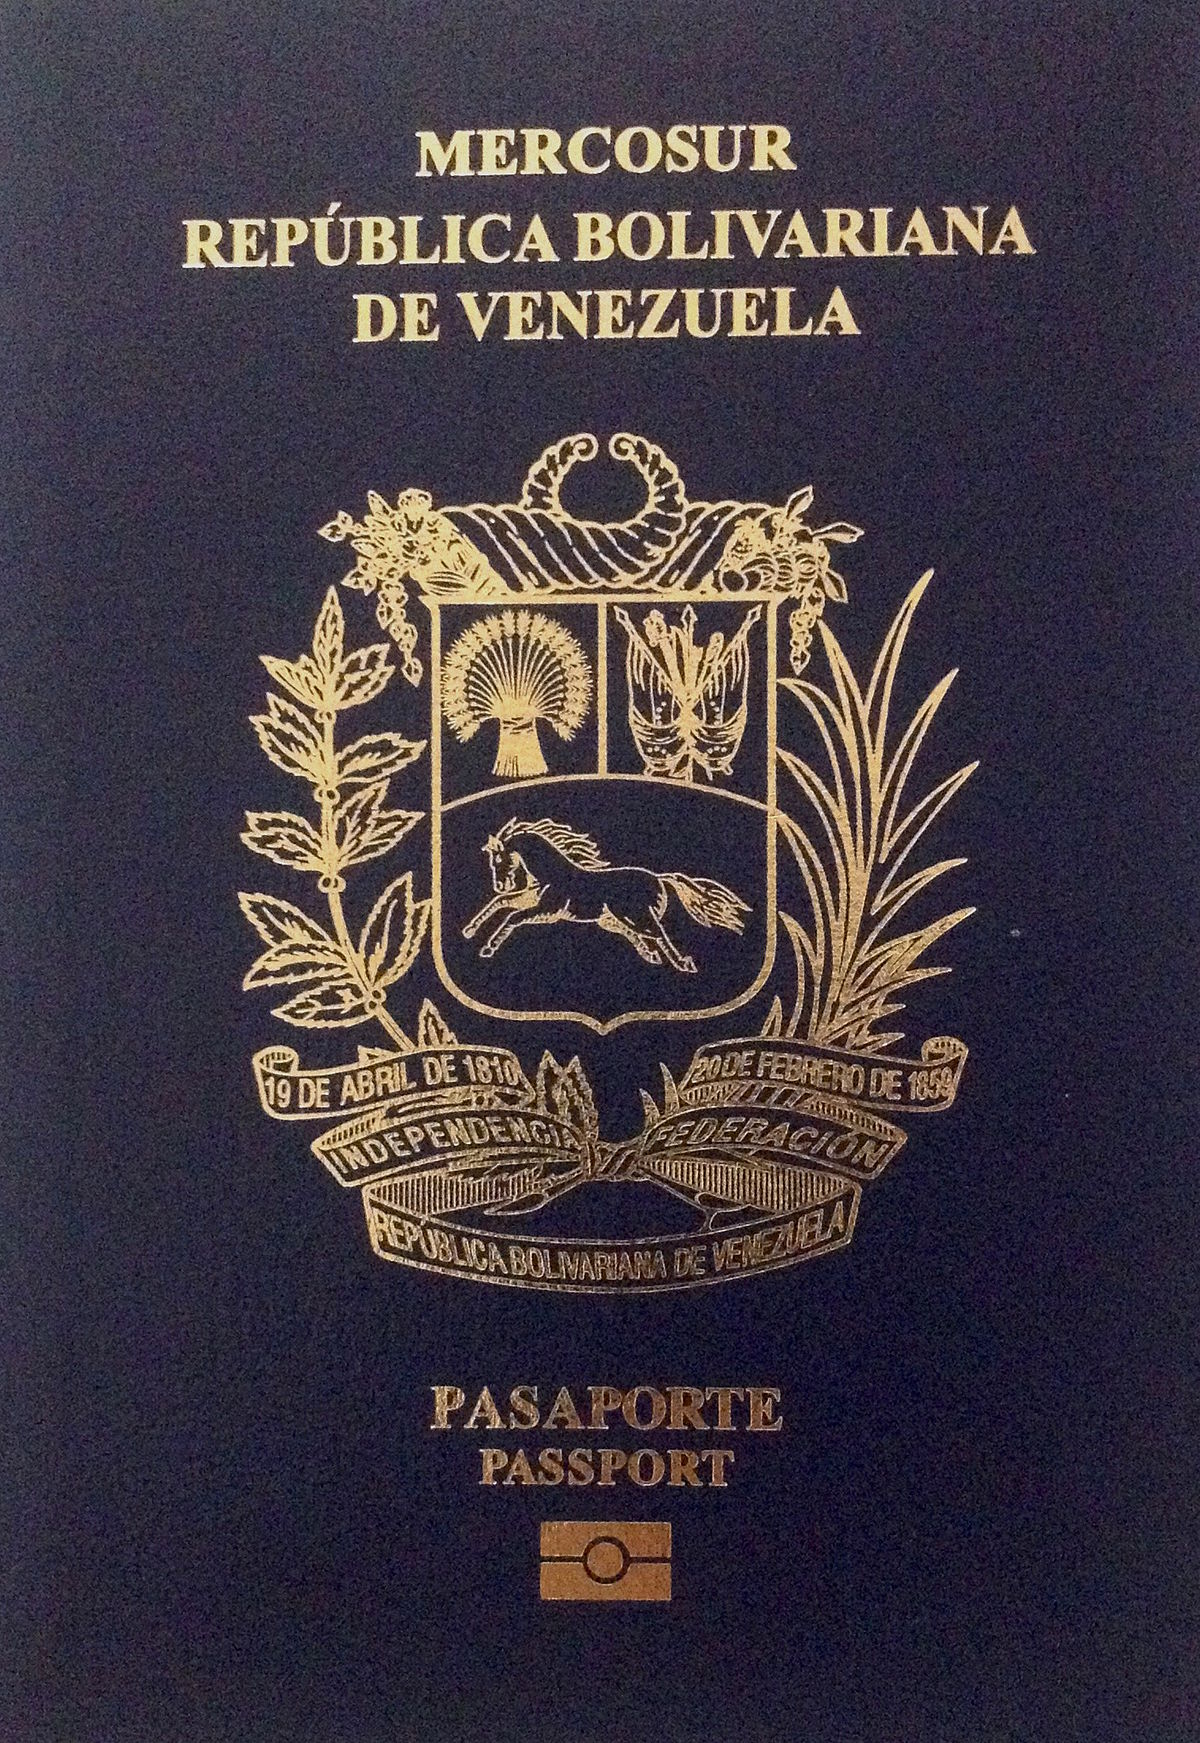 MERCOSUR
REPÚBLICA BOLIVARIANA
DE VENEZUELA
19 DE ABRIL DE 1810
20 DE FEBRERO DE 1859
INDEPENDENCIA
FEDERACIÓN
REPÚBLICA BOLIVARIANA DE VENEZUELA
PASAPORTE
PASSPORT